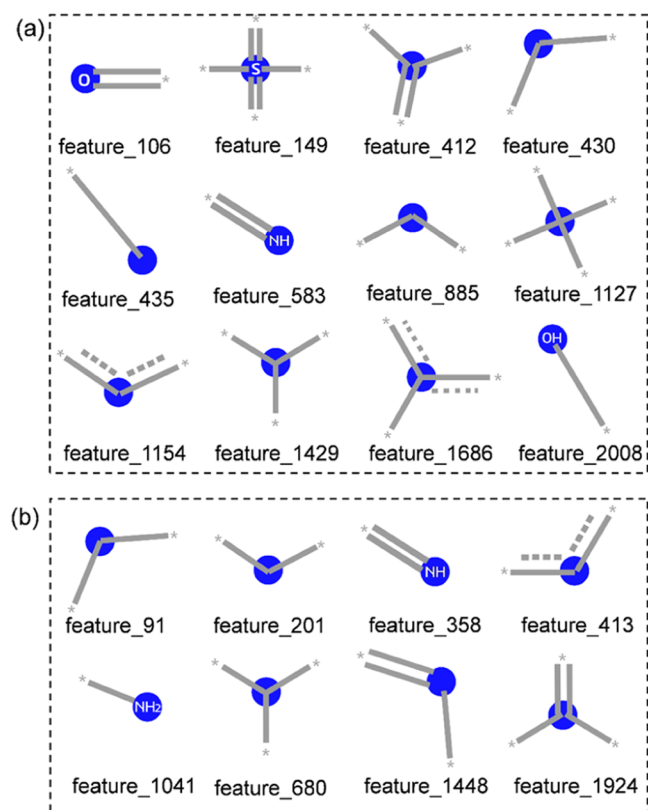 (a)
O * S * * * * * * * * *
feature_106 feature_149 feature_412 feature_430
* * NH * * * * * *
feature_435 feature_583 feature_885 feature_1127
* * * * * * * * OH *
feature_1154 feature_1429 feature_1686 feature_2008
(b)
* * * * * NH * *
feature_91 feature_201 feature_358 feature_413
* NH2 * * * * * * * *
feature_1041 feature_680 feature_1448 feature_1924